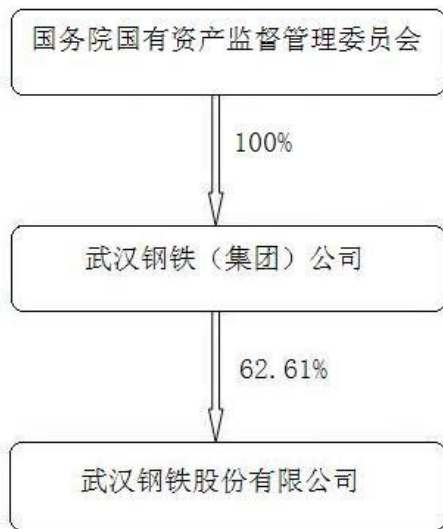 国务院国有资产监督管理委员会
100%
武汉钢铁（集团）公司
62.61%
武汉钢铁股份有限公司